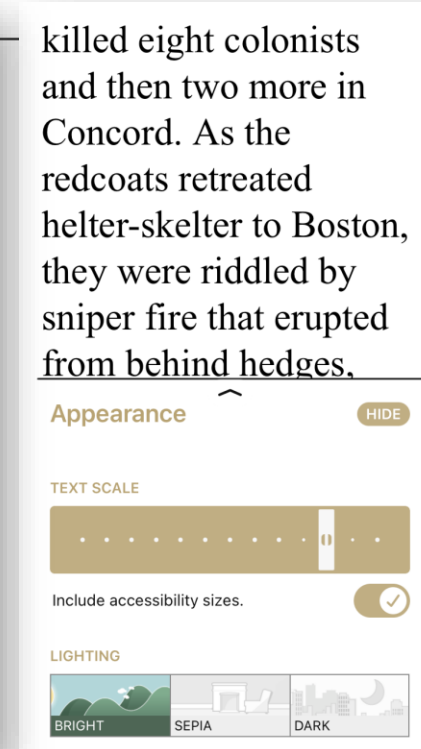 killed eight colonists
and then two more in
Concord. As the
redcoats retreated
helter-skelter to Boston,
they were riddled by
sniper fire that erupted
from behind hedges,
Appearance
HIDE
TEXT SCALE
Include accessibility sizes.
LIGHTING
BRIGHT
SEPIA
DARK